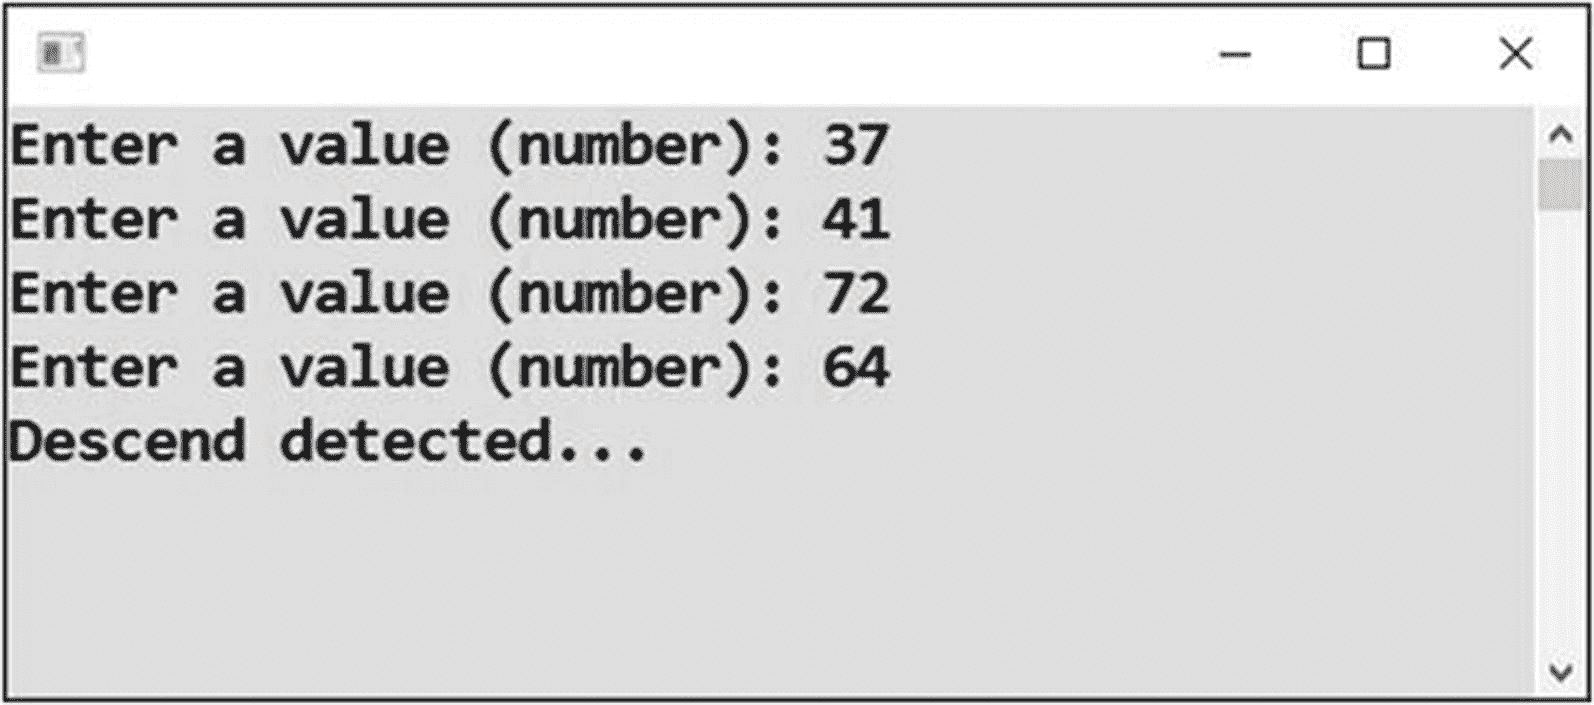 Enter a value (number): 37
Enter a value (number): 41
Enter a value (number): 72
Enter a value (number): 64
Descend detected...